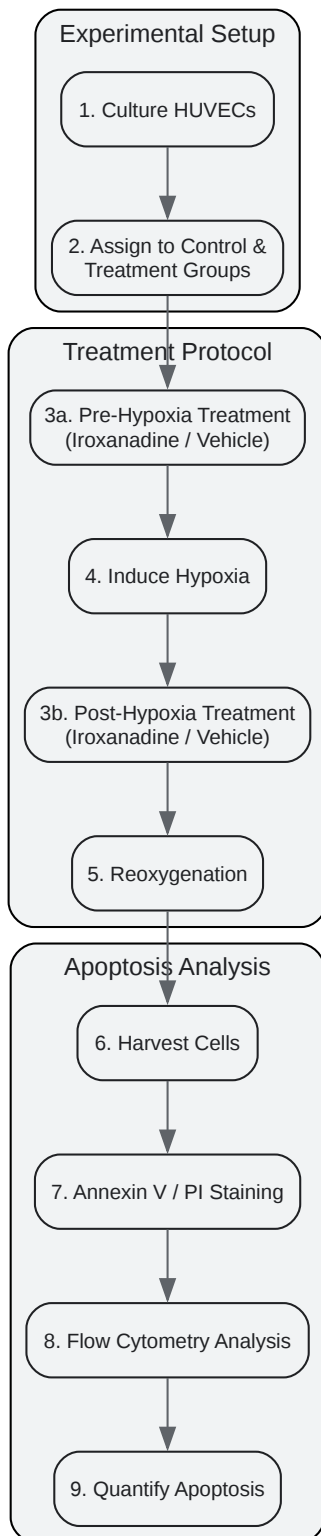 Experimental Setup
1. Culture HUVECs
2. Assign to Control &
Treatment Groups
Treatment Protocol
3a. Pre-Hypoxia Treatment
(Iroxanadine / Vehicle)
4. Induce Hypoxia
3b. Post-Hypoxia Treatment
(Iroxanadine / Vehicle)
5. Reoxygenation
Apoptosis Analysis
6. Harvest Cells
7. Annexin V / PI Staining
8. Flow Cytometry Analysis
9. Quantify Apoptosis